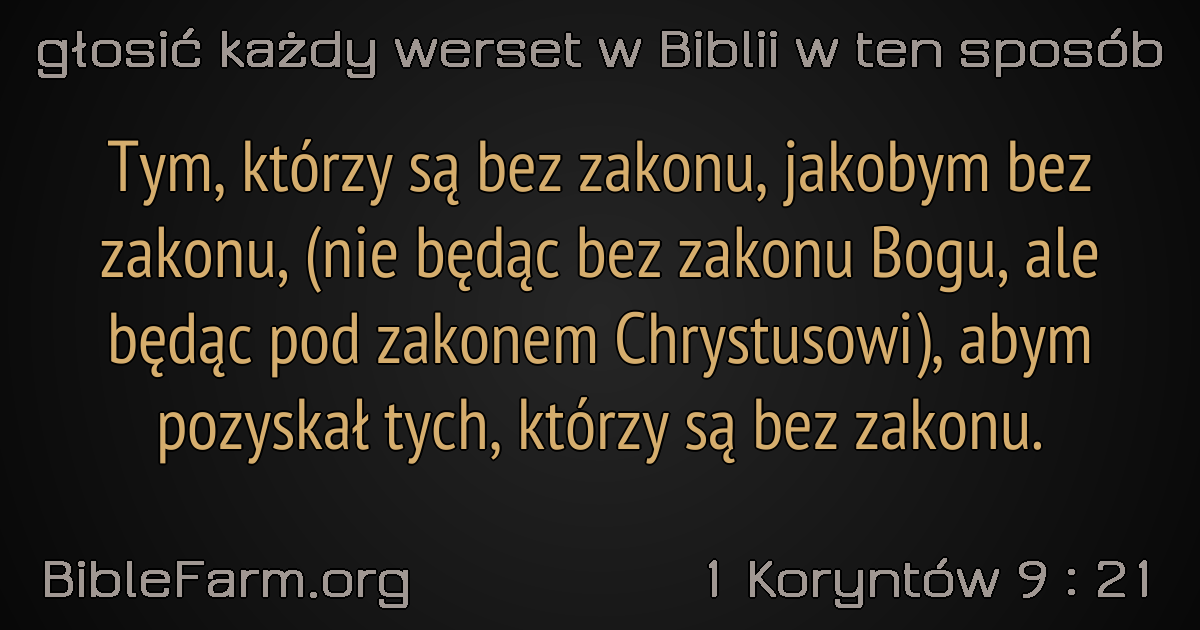 głosić każdy werset w Biblii w ten sposób
Tym, którzy są bez zakonu, jakobym bez
zakonu, (nie będąc bez zakonu Bogu, ale
będąc pod zakonem Chrystusowi), abym
pozyskał tych, którzy są bez zakonu.
BibleFarm.org
1 Koryntów 9 : 21